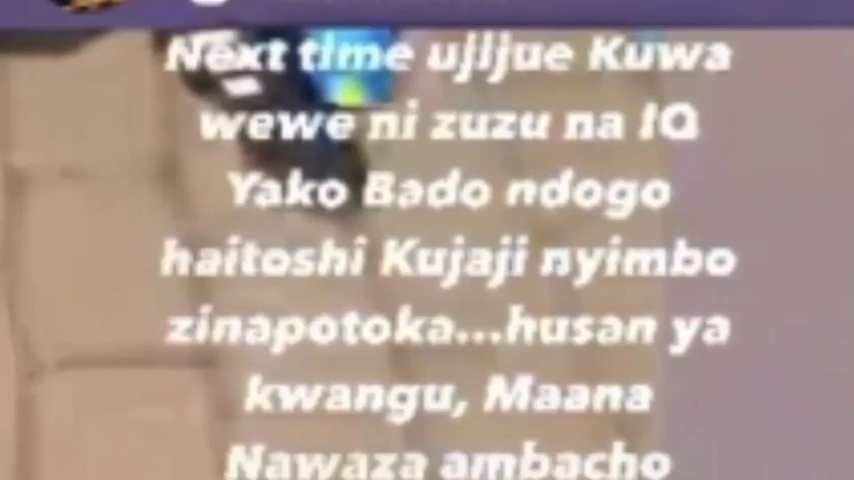 Next time ujijue Kuwa
wewe ni zuzu na IQ
Yako Bado ndogo
haitoshi Kujaji nyimbo
zinapotoka...husan ya
kwangu, Maana
Nawaza ambacho